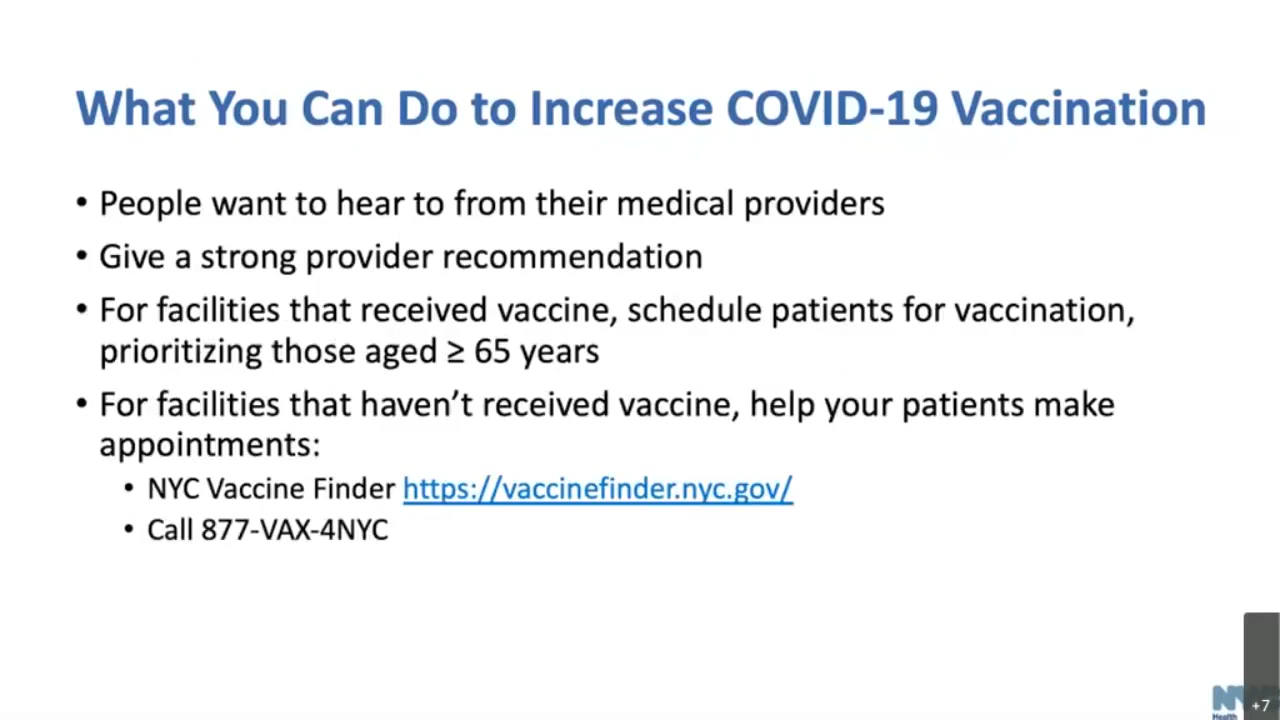 What You Can Do to Increase COVID-19 Vaccination
• People want to hear to from their medical providers
• Give a strong provider recommendation
• For facilities that received vaccine, schedule patients for vaccination,
prioritizing those aged ≥ 65 years
• For facilities that haven't received vaccine, help your patients make
appointments:
• NYC Vaccine Finder https://vaccinefinder.nyc.gov/
• Call 877-VAX-4NYC
Health
+7